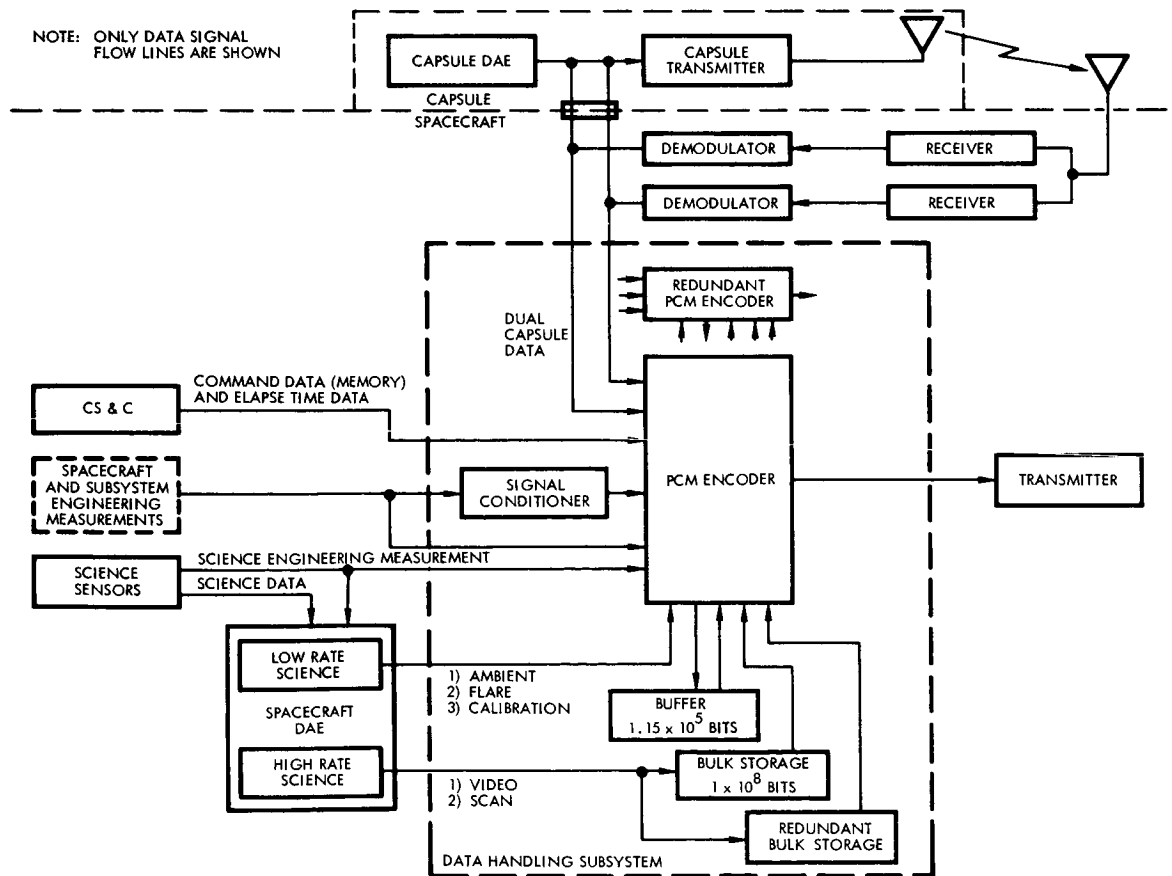 NOTE: ONLY DATA SIGNAL
FLOW LINES ARE SHOWN
CAPSULE DAE
CAPSULE
TRANSMITTER
CAPSULE
SPACECRAFT
DEMODULATOR
RECEIVER
DEMODULATOR
RECEIVER
REDUNDANT
PCM ENCODER
DUAL
CAPSULE
DATA
COMMAND DATA (MEMORY)
AND ELAPSE TIME DATA
CS & C
SPACECRAFT
AND SUBSYSTEM
ENGINEERING
MEASUREMENTS
SIGNAL
CONDITIONER
PCM ENCODER
TRANSMITTER
SCIENCE ENGINEERING MEASUREMENT
SCIENCE
SENSORS
SCIENCE DATA
LOW RATE
SCIENCE
1) AMBIENT
2) FLARE
3) CALIBRATION
SPACECRAFT
DAE
BUFFER
1.15 x 10^5 BITS
HIGH RATE
SCIENCE
1) VIDEO
2) SCAN
BULK STORAGE
1 x 10^8 BITS
REDUNDANT
BULK STORAGE
DATA HANDLING SUBSYSTEM